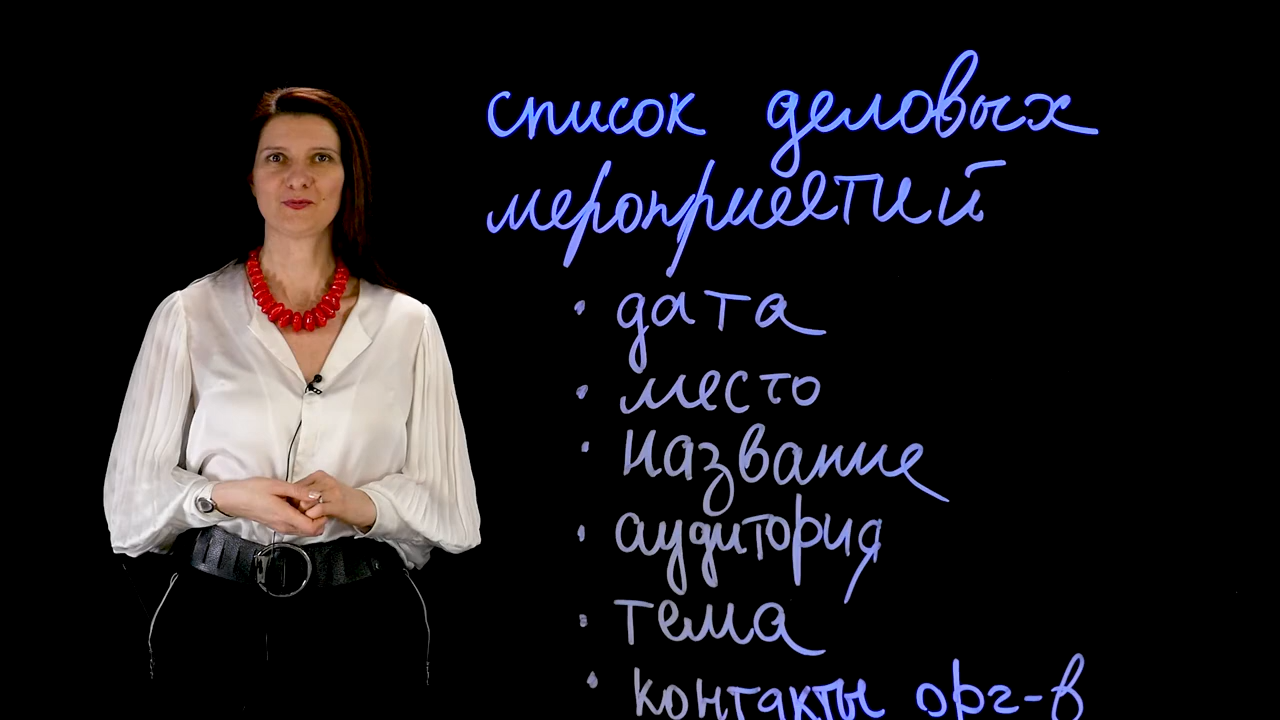 список деловых
мероприятий
• дата
• место
• название
• аудитория
• тема
• контакты орг-в